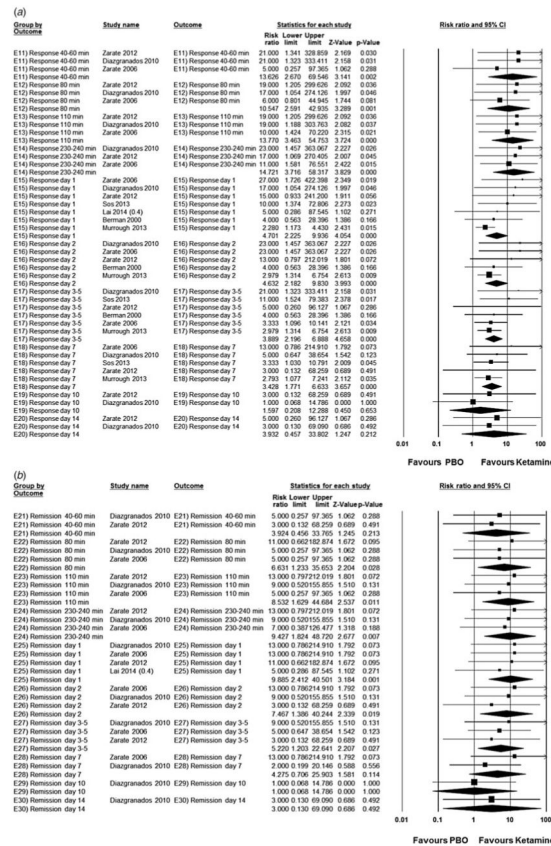 (a)
Group by Outcome Study name Outcome Statistics for each study Risk ratio and 95% CI
Risk ratio Lower limit Upper limit Z-Value p-Value
E11) Response 40-60 min Zarate 2012 E11) Response 40-60 min 21.000 1.341 328.859 2.169 0.030
E11) Response 40-60 min Diazgranados 2010 E11) Response 40-60 min 21.000 1.323 333.411 2.158 0.031
E11) Response 40-60 min Zarate 2006 E11) Response 40-60 min 5.000 0.257 97.365 1.062 0.288
E11) Response 40-60 min 13.626 2.670 69.546 3.141 0.002
E12) Response 80 min Zarate 2012 E12) Response 80 min 19.000 1.205 299.626 2.092 0.036
E12) Response 80 min Diazgranados 2010 E12) Response 80 min 17.000 1.054 274.126 1.997 0.046
E12) Response 80 min Zarate 2006 E12) Response 80 min 6.000 0.801 44.945 1.744 0.081
E12) Response 80 min 10.547 2.591 42.935 3.289 0.001
E13) Response 110 min Zarate 2012 E13) Response 110 min 19.000 1.205 299.626 2.092 0.036
E13) Response 110 min Diazgranados 2010 E13) Response 110 min 19.000 1.188 303.763 2.082 0.037
E13) Response 110 min Zarate 2006 E13) Response 110 min 10.000 1.424 70.220 2.315 0.021
E13) Response 110 min 13.770 3.463 54.753 3.724 0.000
E14) Response 230-240 min Diazgranados 2010 E14) Response 230-240 min 23.000 1.457 363.067 2.227 0.026
E14) Response 230-240 min Zarate 2012 E14) Response 230-240 min 17.000 1.069 270.405 2.007 0.045
E14) Response 230-240 min Zarate 2006 E14) Response 230-240 min 11.000 1.581 76.551 2.422 0.015
E14) Response 230-240 min 14.721 3.716 58.317 3.829 0.000
E15) Response day 1 Zarate 2006 E15) Response day 1 27.000 1.726 422.398 2.349 0.019
E15) Response day 1 Diazgranados 2010 E15) Response day 1 17.000 1.054 274.126 1.997 0.046
E15) Response day 1 Zarate 2012 E15) Response day 1 15.000 0.933 241.200 1.911 0.056
E15) Response day 1 Sos 2013 E15) Response day 1 10.000 1.374 72.806 2.273 0.023
E15) Response day 1 Lai 2014 (0.4) E15) Response day 1 5.000 0.286 87.545 1.102 0.271
E15) Response day 1 Berman 2000 E15) Response day 1 4.000 0.563 28.396 1.386 0.166
E15) Response day 1 Murrough 2013 E15) Response day 1 2.280 1.173 4.430 2.431 0.015
E15) Response day 1 4.701 2.225 9.936 4.054 0.000
E16) Response day 2 Diazgranados 2010 E16) Response day 2 23.000 1.457 363.067 2.227 0.026
E16) Response day 2 Zarate 2006 E16) Response day 2 23.000 1.457 363.067 2.227 0.026
E16) Response day 2 Zarate 2012 E16) Response day 2 13.000 0.797 212.019 1.801 0.072
E16) Response day 2 Berman 2000 E16) Response day 2 4.000 0.563 28.396 1.386 0.166
E16) Response day 2 Murrough 2013 E16) Response day 2 2.979 1.314 6.754 2.613 0.009
E16) Response day 2 4.632 2.182 9.830 3.993 0.000
E17) Response day 3-5 Diazgranados 2010 E17) Response day 3-5 21.000 1.323 333.411 2.158 0.031
E17) Response day 3-5 Sos 2013 E17) Response day 3-5 11.000 1.524 79.383 2.378 0.017
E17) Response day 3-5 Zarate 2012 E17) Response day 3-5 5.000 0.260 96.127 1.067 0.286
E17) Response day 3-5 Berman 2000 E17) Response day 3-5 4.000 0.563 28.396 1.386 0.166
E17) Response day 3-5 Zarate 2006 E17) Response day 3-5 3.333 1.096 10.141 2.121 0.034
E17) Response day 3-5 Murrough 2013 E17) Response day 3-5 2.979 1.314 6.754 2.613 0.009
E17) Response day 3-5 3.889 2.196 6.888 4.658 0.000
E18) Response day 7 Zarate 2006 E18) Response day 7 13.000 0.786 214.910 1.792 0.073
E18) Response day 7 Diazgranados 2010 E18) Response day 7 5.000 0.647 38.654 1.542 0.123
E18) Response day 7 Sos 2013 E18) Response day 7 3.333 1.030 10.791 2.009 0.045
E18) Response day 7 Zarate 2012 E18) Response day 7 3.000 0.132 68.259 0.689 0.491
E18) Response day 7 Murrough 2013 E18) Response day 7 2.793 1.077 7.241 2.112 0.035
E18) Response day 7 3.428 1.771 6.633 3.657 0.000
E19) Response day 10 Zarate 2012 E19) Response day 10 3.000 0.132 68.259 0.689 0.491
E19) Response day 10 Diazgranados 2010 E19) Response day 10 1.000 0.068 14.786 0.000 1.000
E19) Response day 10 1.597 0.208 12.288 0.450 0.653
E20) Response day 14 Zarate 2012 E20) Response day 14 5.000 0.260 96.127 1.067 0.286
E20) Response day 14 Diazgranados 2010 E20) Response day 14 3.000 0.130 69.090 0.686 0.492
E20) Response day 14 3.932 0.457 33.802 1.247 0.212
0.01 0.1 1 10 100
Favours PBO Favours Ketamine
(b)
Group by Outcome Study name Outcome Statistics for each study Risk ratio and 95% CI
Risk ratio Lower limit Upper limit Z-Value p-Value
E21) Remission 40-60 min Diazgranados 2010 E21) Remission 40-60 min 5.000 0.257 97.365 1.062 0.288
E21) Remission 40-60 min Zarate 2012 E21) Remission 40-60 min 3.000 0.132 68.259 0.689 0.491
E21) Remission 40-60 min 3.924 0.456 33.765 1.245 0.213
E22) Remission 80 min Zarate 2012 E22) Remission 80 min 11.000 0.662 182.874 1.672 0.095
E22) Remission 80 min Diazgranados 2010 E22) Remission 80 min 5.000 0.257 97.365 1.062 0.288
E22) Remission 80 min Zarate 2006 E22) Remission 80 min 5.000 0.257 97.365 1.062 0.288
E22) Remission 80 min 6.631 1.233 35.653 2.204 0.028
E23) Remission 110 min Zarate 2012 E23) Remission 110 min 13.000 0.797 212.019 1.801 0.072
E23) Remission 110 min Diazgranados 2010 E23) Remission 110 min 9.000 0.520 155.855 1.510 0.131
E23) Remission 110 min Zarate 2006 E23) Remission 110 min 5.000 0.257 97.365 1.062 0.288
E23) Remission 110 min 8.532 1.629 44.684 2.537 0.011
E24) Remission 230-240 min Zarate 2012 E24) Remission 230-240 min 13.000 0.797 212.019 1.801 0.072
E24) Remission 230-240 min Diazgranados 2010 E24) Remission 230-240 min 9.000 0.520 155.855 1.510 0.131
E24) Remission 230-240 min Zarate 2006 E24) Remission 230-240 min 7.000 0.387 126.477 1.318 0.188
E24) Remission 230-240 min 9.427 1.824 48.720 2.677 0.007
E25) Remission day 1 Diazgranados 2010 E25) Remission day 1 13.000 0.786 214.910 1.792 0.073
E25) Remission day 1 Zarate 2006 E25) Remission day 1 13.000 0.786 214.910 1.792 0.073
E25) Remission day 1 Zarate 2012 E25) Remission day 1 11.000 0.662 182.874 1.672 0.095
E25) Remission day 1 Lai 2014 (0.4) E25) Remission day 1 5.000 0.286 87.545 1.102 0.271
E25) Remission day 1 9.885 2.412 40.501 3.184 0.001
E26) Remission day 2 Zarate 2006 E26) Remission day 2 13.000 0.786 214.910 1.792 0.073
E26) Remission day 2 Diazgranados 2010 E26) Remission day 2 9.000 0.520 155.855 1.510 0.131
E26) Remission day 2 Zarate 2012 E26) Remission day 2 3.000 0.132 68.259 0.689 0.491
E26) Remission day 2 7.467 1.386 40.244 2.339 0.019
E27) Remission day 3-5 Diazgranados 2010 E27) Remission day 3-5 9.000 0.520 155.855 1.510 0.131
E27) Remission day 3-5 Zarate 2006 E27) Remission day 3-5 5.000 0.647 38.654 1.542 0.123
E27) Remission day 3-5 Zarate 2012 E27) Remission day 3-5 3.000 0.132 68.259 0.689 0.491
E27) Remission day 3-5 5.220 1.203 22.641 2.207 0.027
E28) Remission day 7 Zarate 2006 E28) Remission day 7 13.000 0.786 214.910 1.792 0.073
E28) Remission day 7 Diazgranados 2010 E28) Remission day 7 2.000 0.199 20.146 0.588 0.556
E28) Remission day 7 4.275 0.706 25.903 1.581 0.114
E29) Remission day 10 Diazgranados 2010 E29) Remission day 10 1.000 0.068 14.786 0.000 1.000
E29) Remission day 10 1.000 0.068 14.786 0.000 1.000
E30) Remission day 14 Diazgranados 2010 E30) Remission day 14 3.000 0.130 69.090 0.686 0.492
E30) Remission day 14 3.000 0.130 69.090 0.686 0.492
0.01 0.1 1 10 100
Favours PBO Favours Ketamine